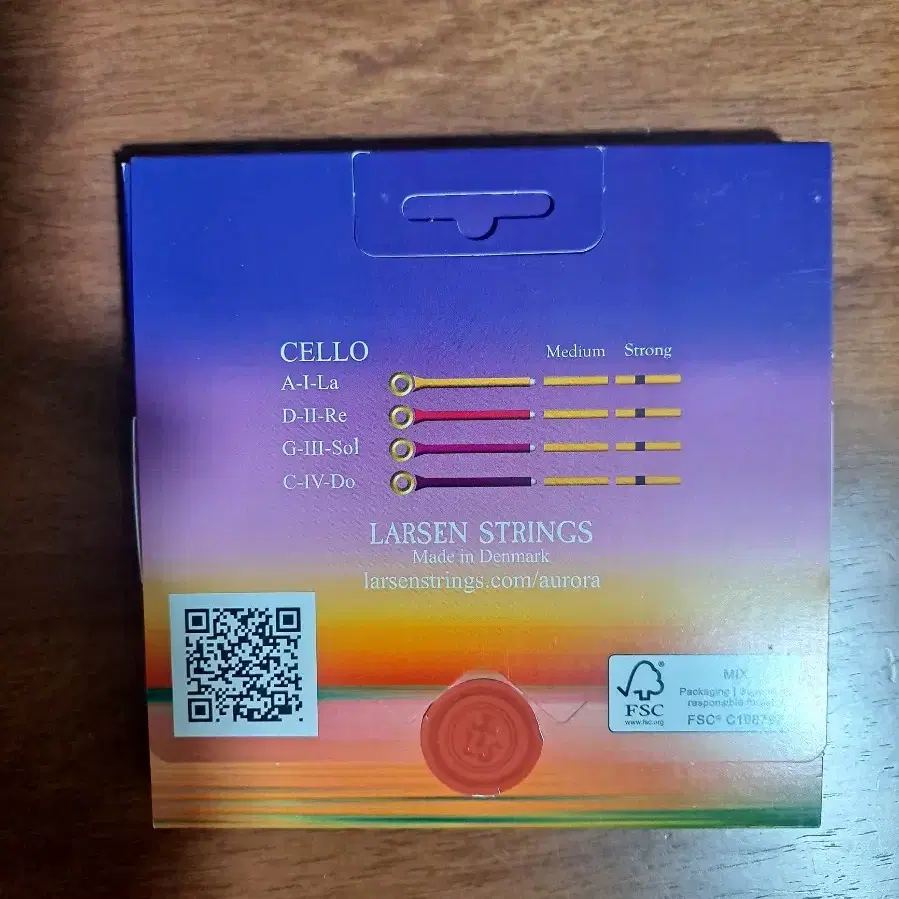 CELLO
Medium Strong
A-I-La
D-II-Re
G-III-Sol
C-IV-Do
LARSEN STRINGS
Made in Denmark
larsenstrings.com/aurora
FSC
www.fsc.org
MIX
Packaging |
FSC®